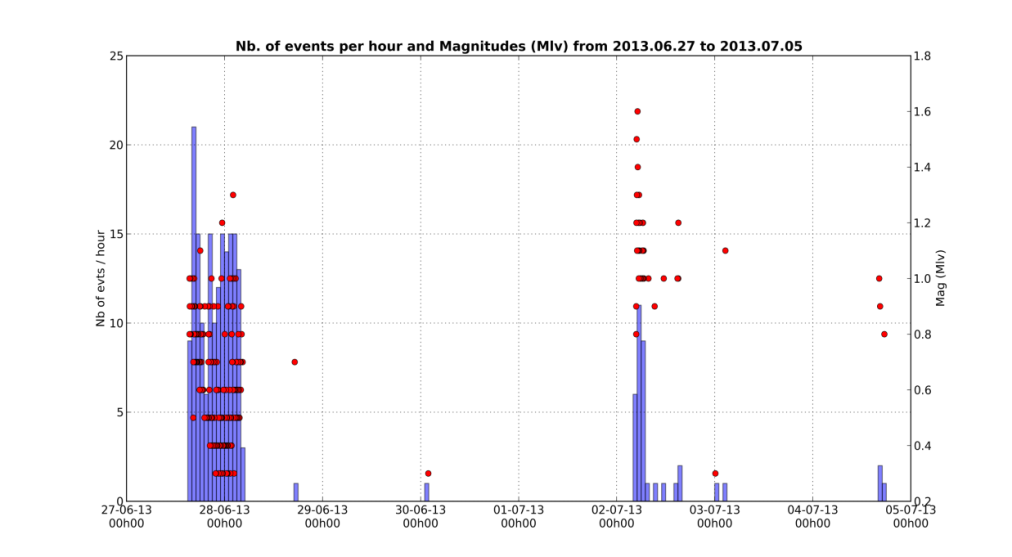 Nb. of events per hour and Magnitudes (Mlv) from 2013.06.27 to 2013.07.05
25
20
15
10
5
0
Nb of evts / hour
1.8
1.6
1.4
1.2
1.0
0.8
0.6
0.4
0.2
Mag (Mlv)
27-06-13
00h00
28-06-13
00h00
29-06-13
00h00
30-06-13
00h00
01-07-13
00h00
02-07-13
00h00
03-07-13
00h00
04-07-13
00h00
05-07-13
00h00